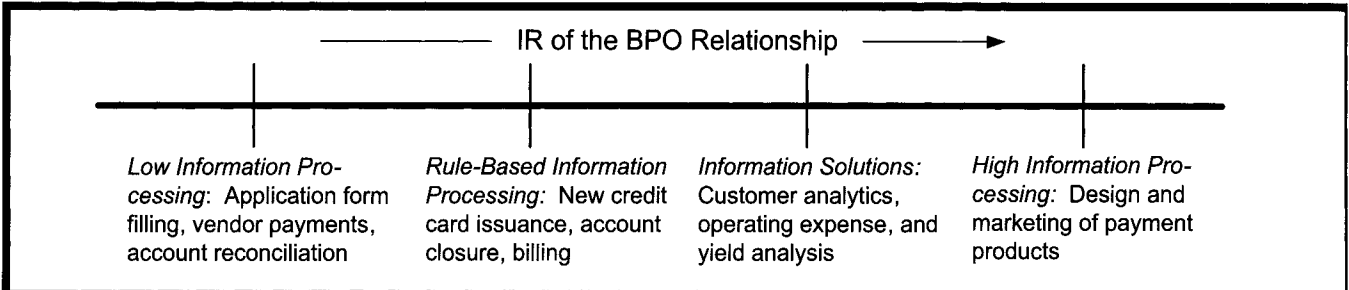 IR of the BPO Relationship
Low Information Pro-
cessing: Application form
filling, vendor payments,
account reconciliation
Rule-Based Information
Processing: New credit
card issuance, account
closure, billing
Information Solutions:
Customer analytics,
operating expense, and
yield analysis
High Information Pro-
cessing: Design and
marketing of payment
products